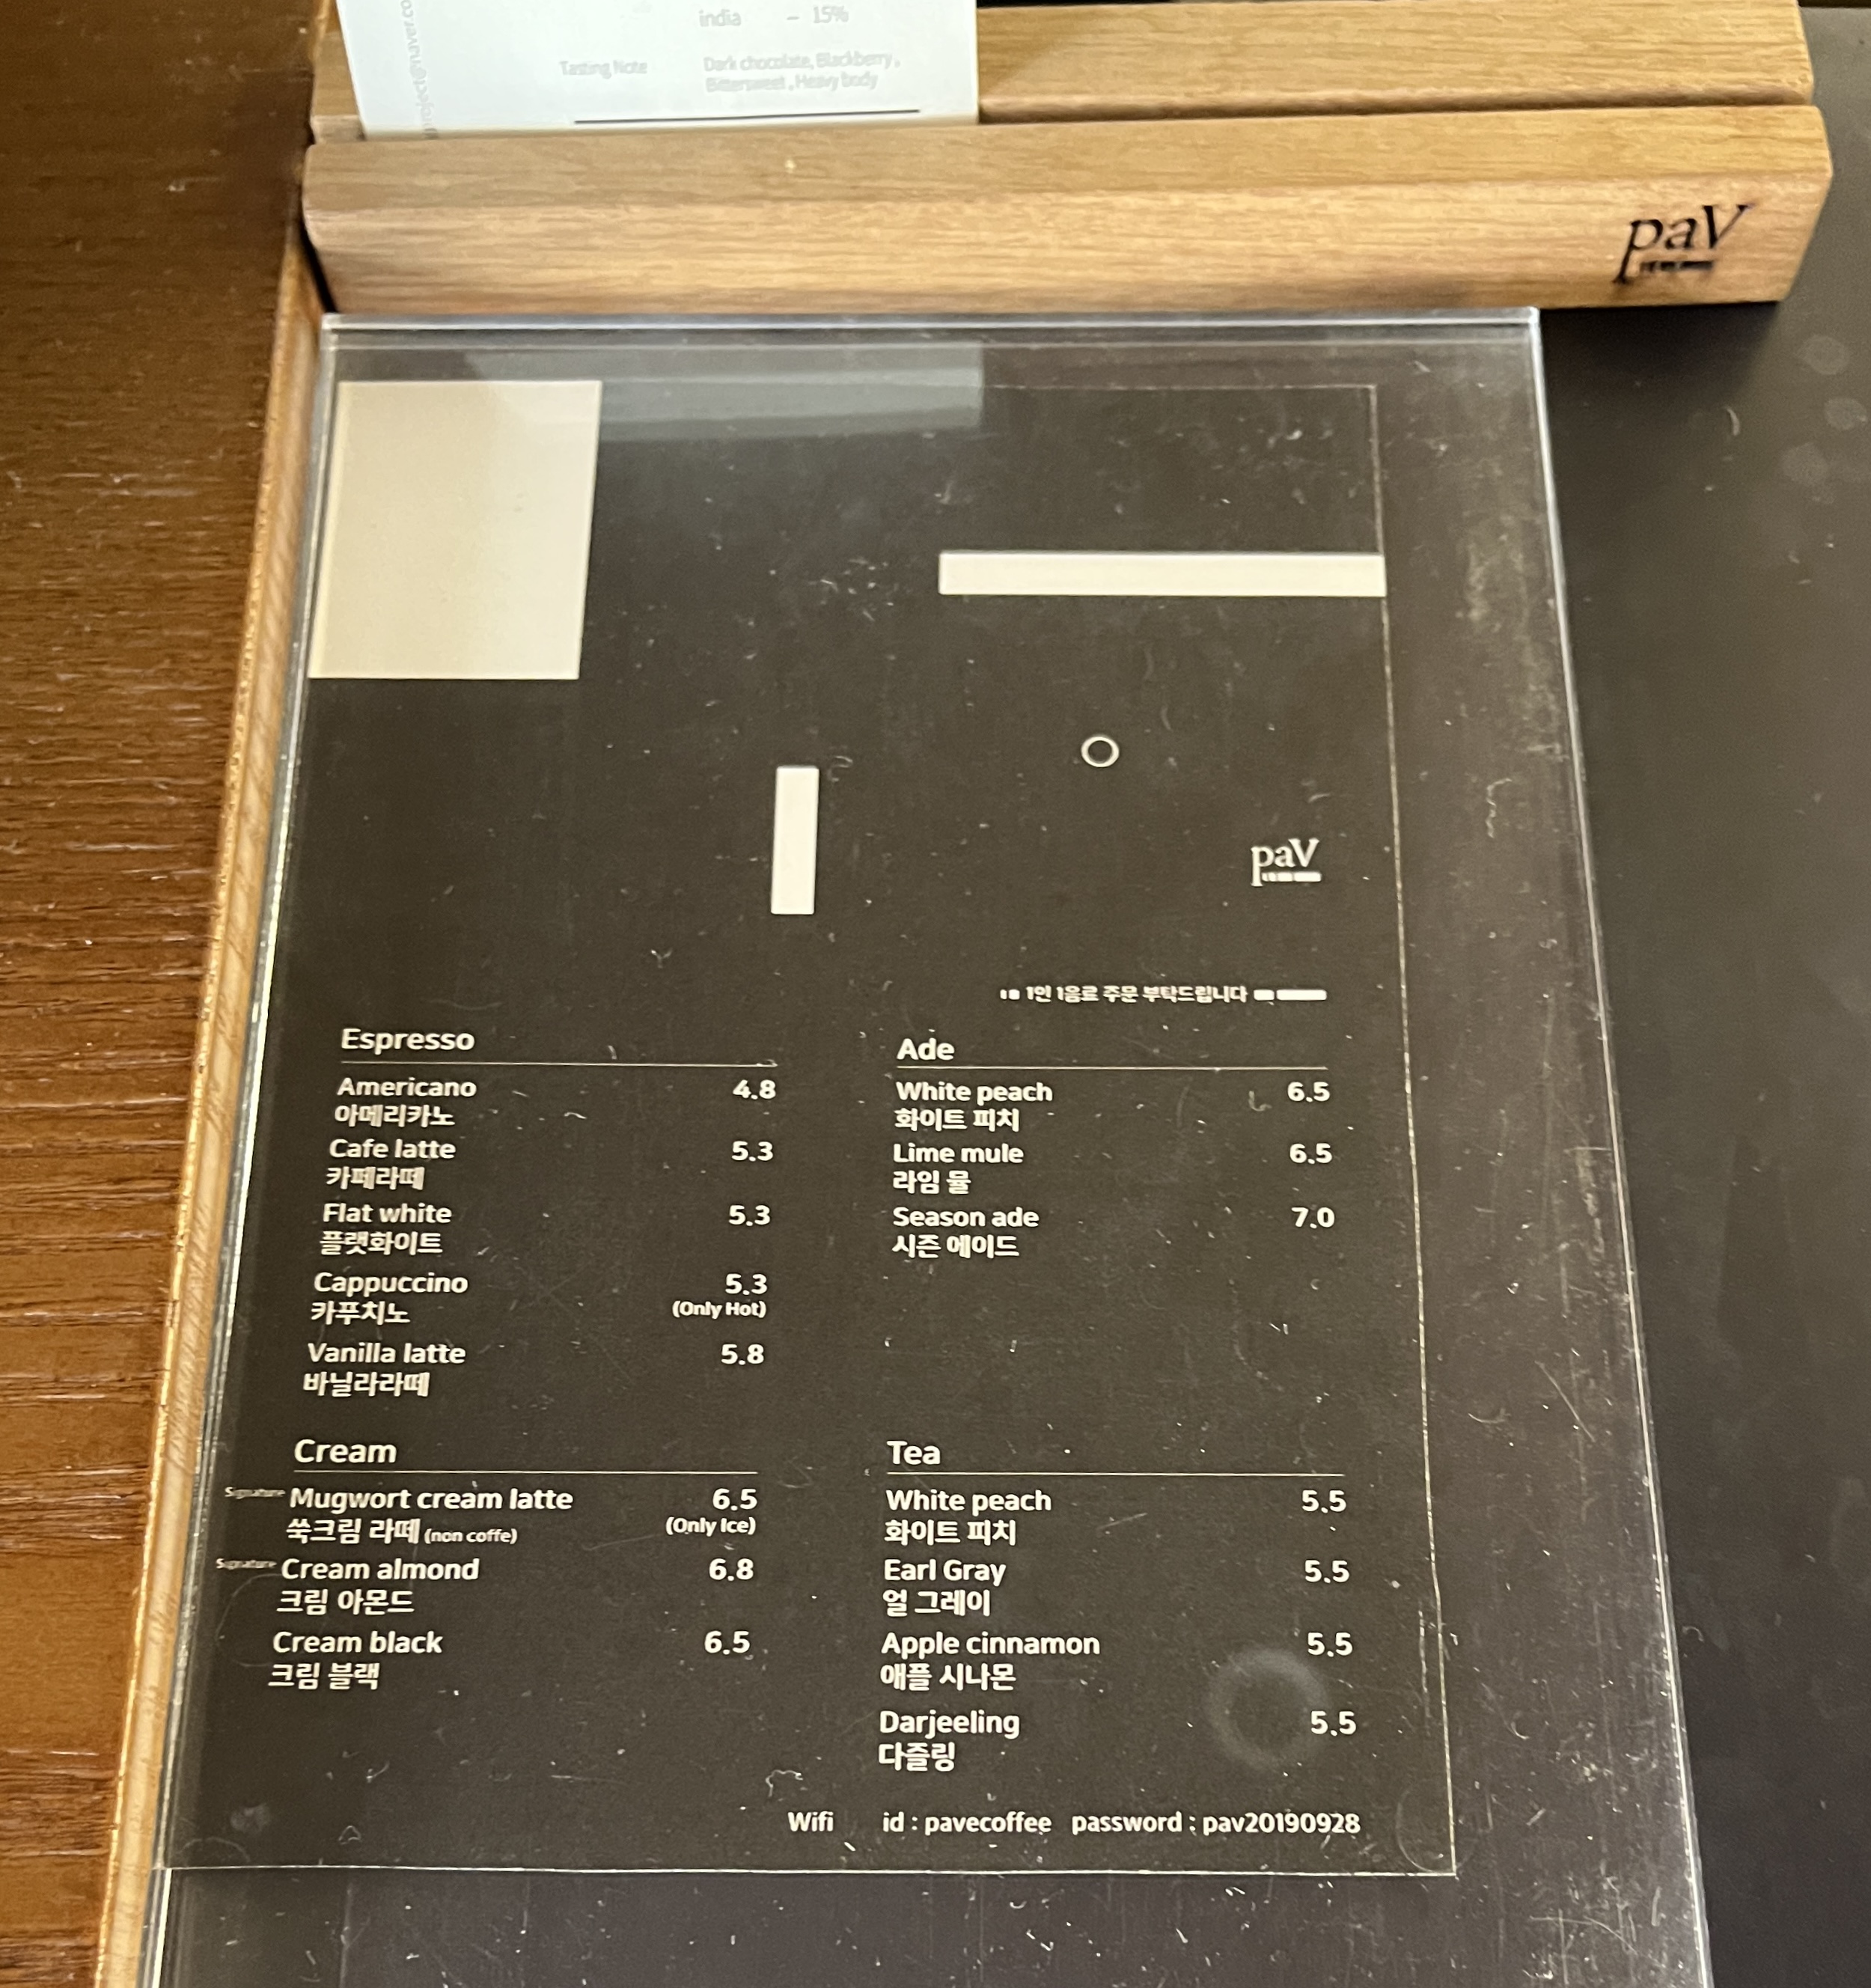 india – 15%
Tasting Note Dark chocolate, Blackberry,
Bittersweet, Heavy body
paV
paV
1인 1음료 주문 부탁드립니다
Espresso
Americano 4.8
아메리카노
Cafe latte 5.3
카페라떼
Flat white 5.3
플랫화이트
Cappuccino 5.3
카푸치노 (Only Hot)
Vanilla latte 5.8
바닐라라떼
Ade
White peach 6.5
화이트 피치
Lime mule 6.5
라임 뮬
Season ade 7.0
시즌 에이드
Cream
Signature Mugwort cream latte 6.5
쑥크림 라떼 (non coffe) (Only Ice)
Signature Cream almond 6.8
크림 아몬드
Cream black 6.5
크림 블랙
Tea
White peach 5.5
화이트 피치
Earl Gray 5.5
얼 그레이
Apple cinnamon 5.5
애플 시나몬
Darjeeling 5.5
다즐링
Wifi id : pavecoffee password : pav20190928